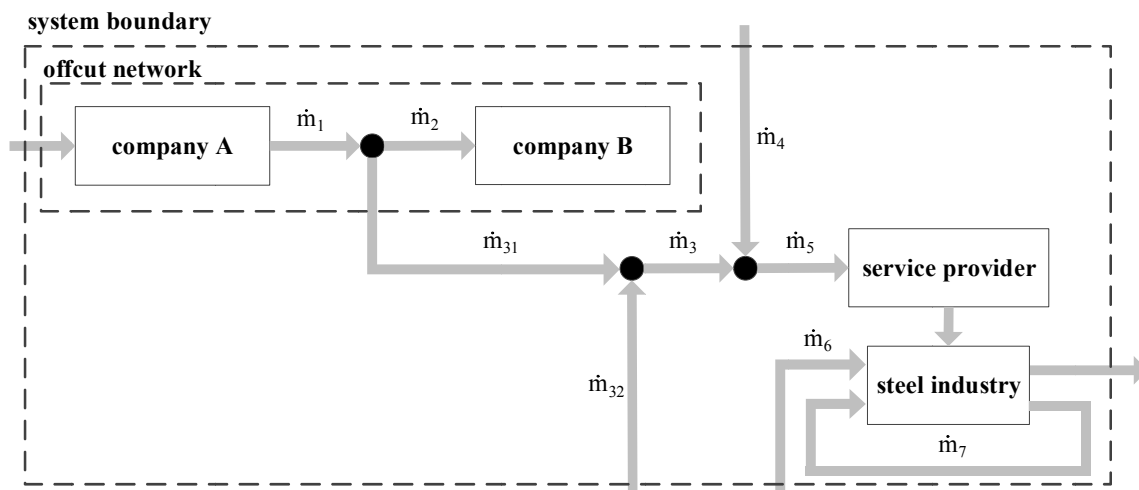 system boundary
offcut network
company A
ṁ₁
ṁ₂
company B
ṁ₄
ṁ₃₁
ṁ₃
ṁ₅
service provider
ṁ₆
steel industry
ṁ₃₂
ṁ₇